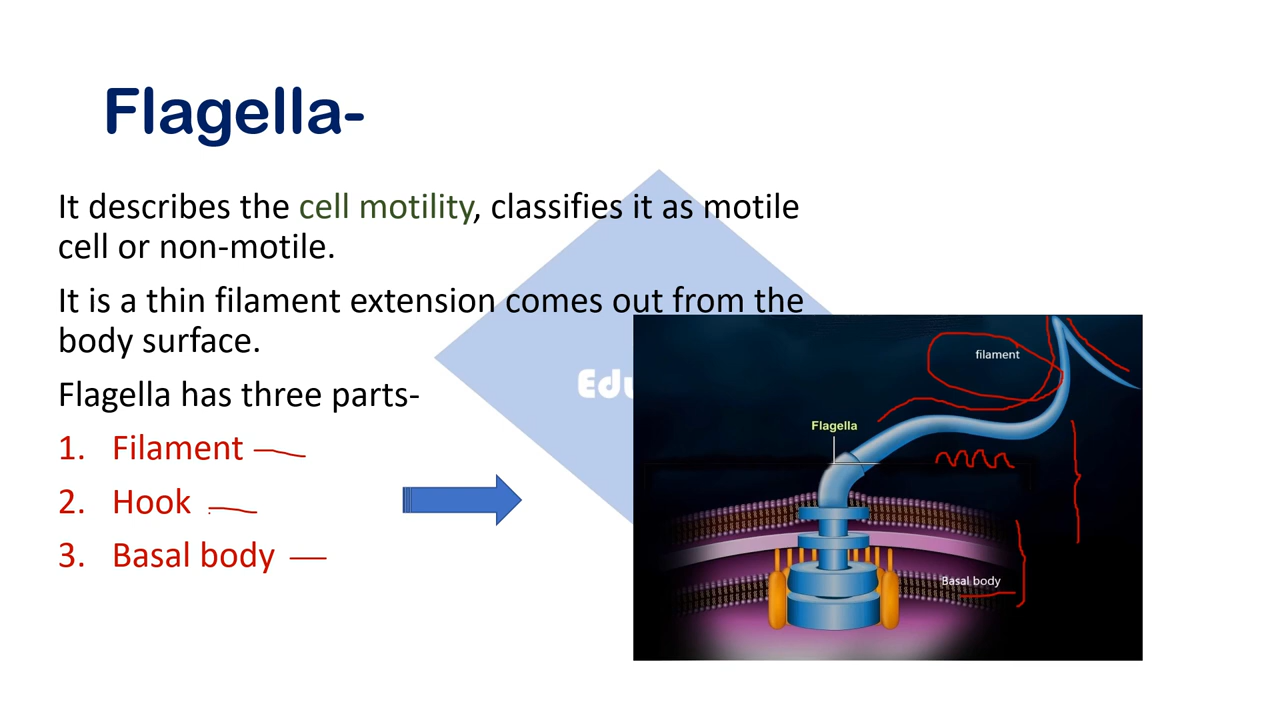 Flagella-
It describes the cell motility, classifies it as motile
cell or non-motile.
It is a thin filament extension comes out from the
body surface.
Flagella has three parts-
1. Filament
2. Hook
3. Basal body
filament
Flagella
Basal body